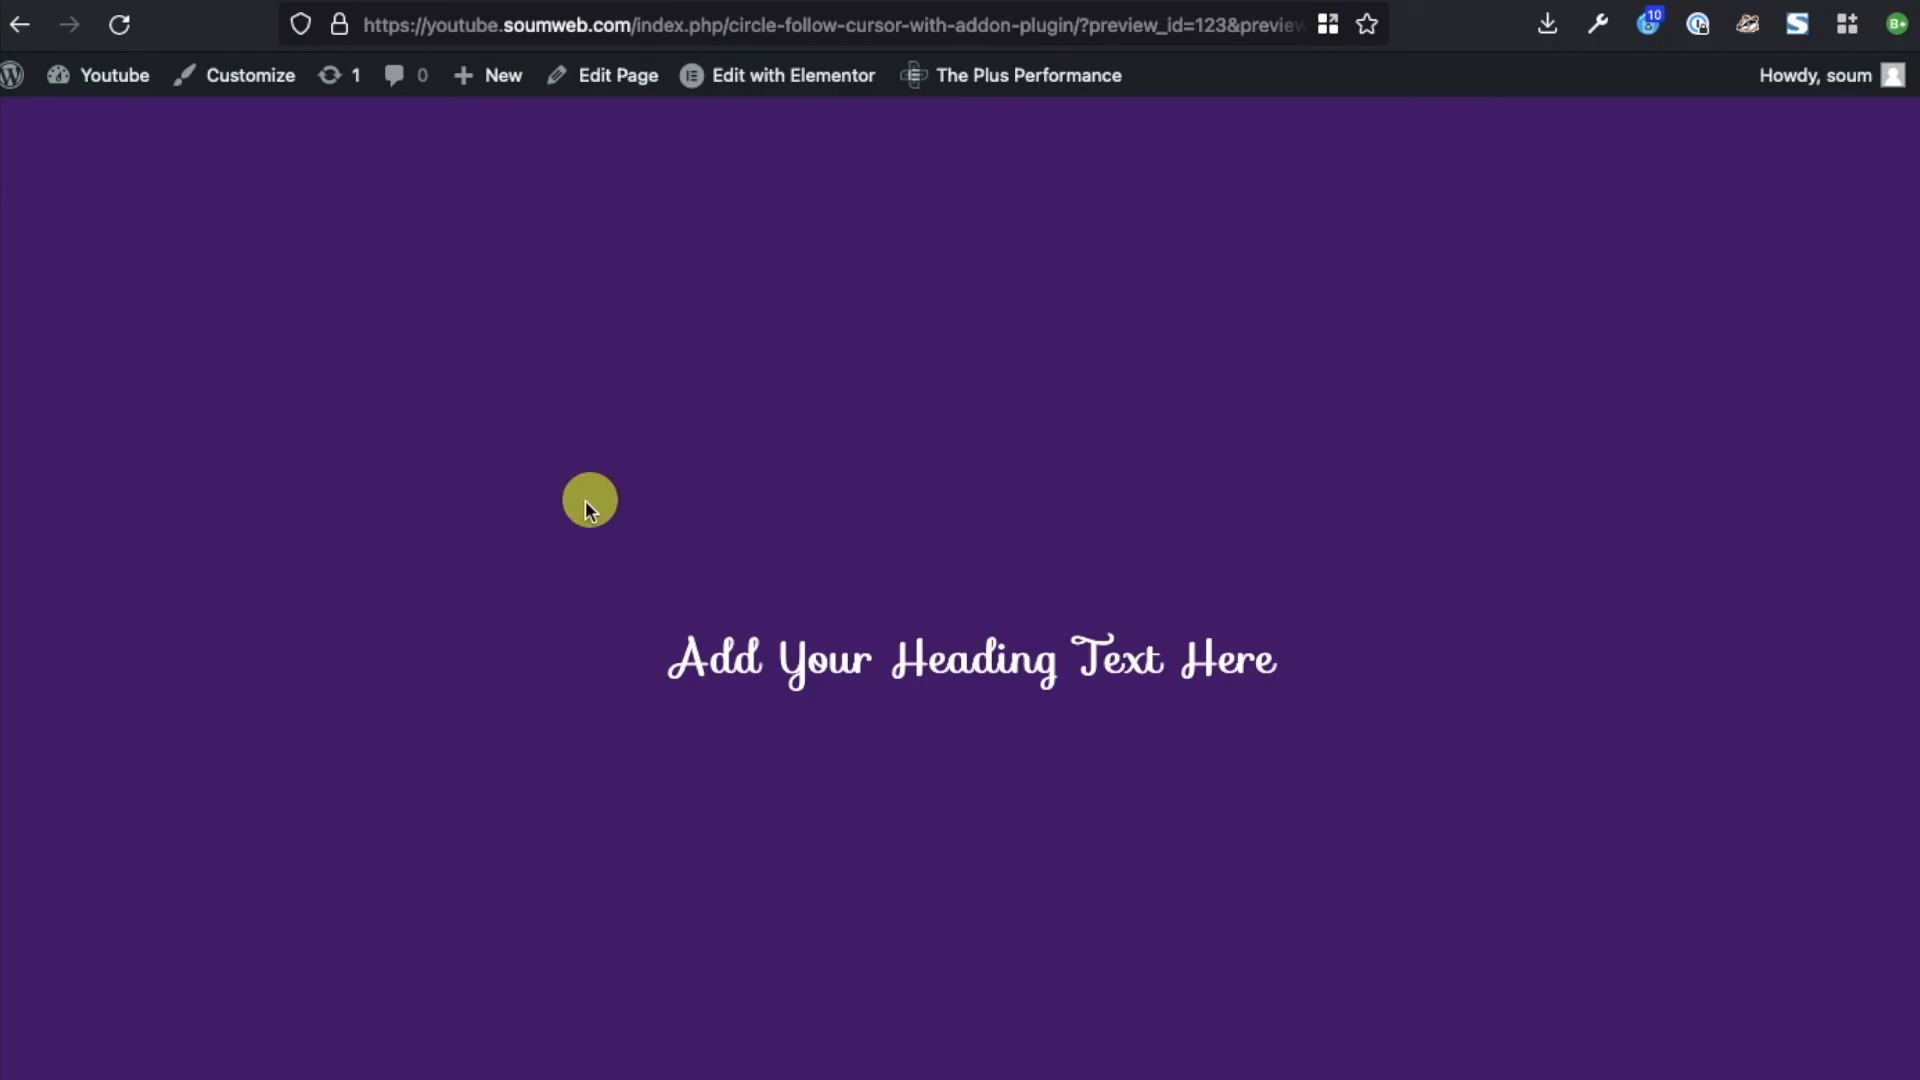 https://youtube.soumweb.com/index.php/circle-follow-cursor-with-addon-plugin/?preview_id=123&preview
10
B+
Youtube
Customize
1
0
New
Edit Page
Edit with Elementor
The Plus Performance
Howdy, soum
Add Your Heading Text Here